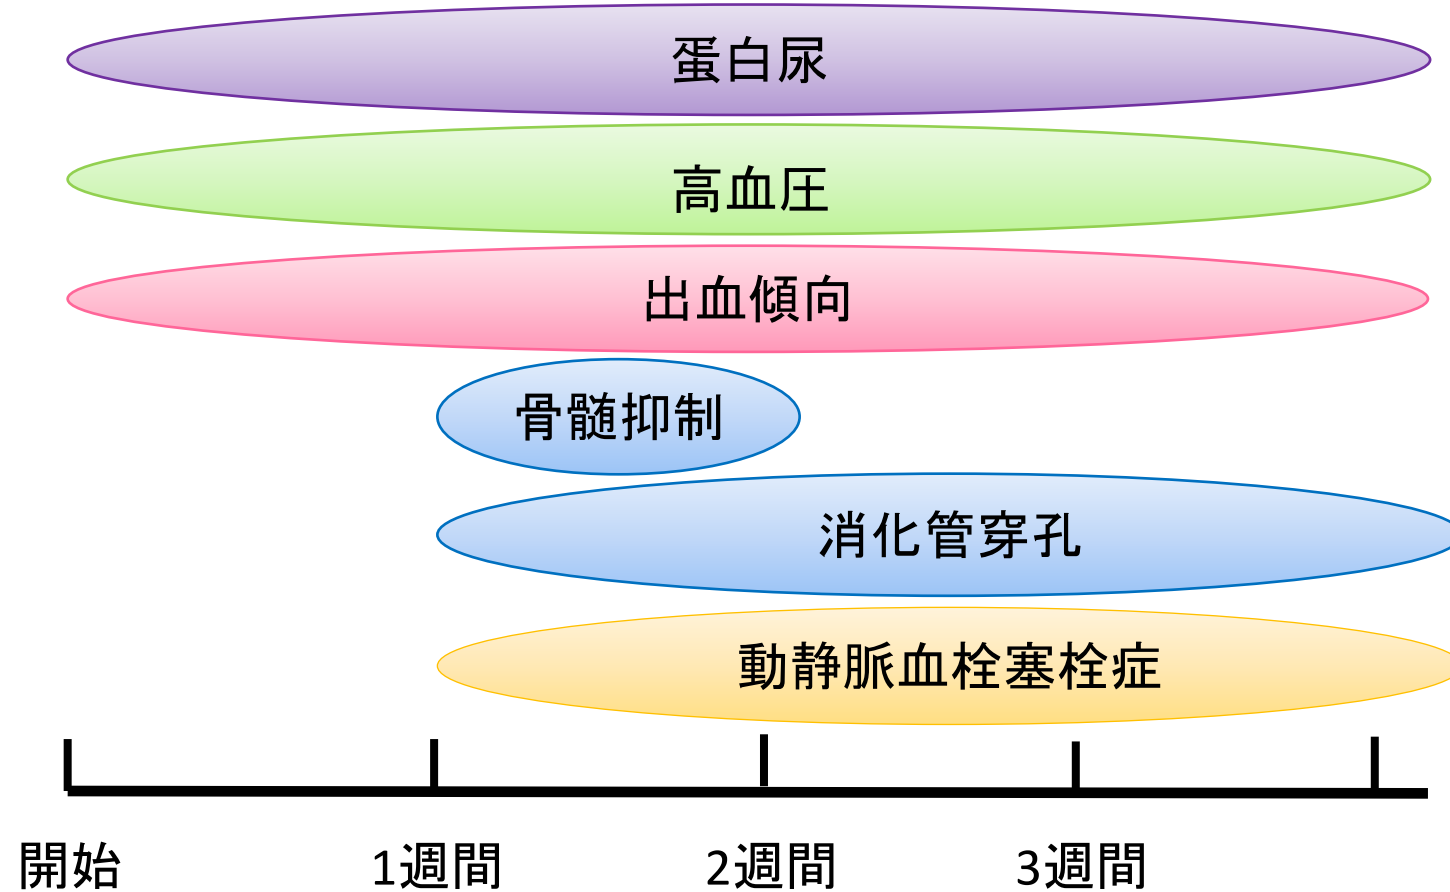 蛋白尿
高血圧
出血傾向
骨髄抑制
消化管穿孔
動静脈血栓塞栓症
開始 1週間 2週間 3週間